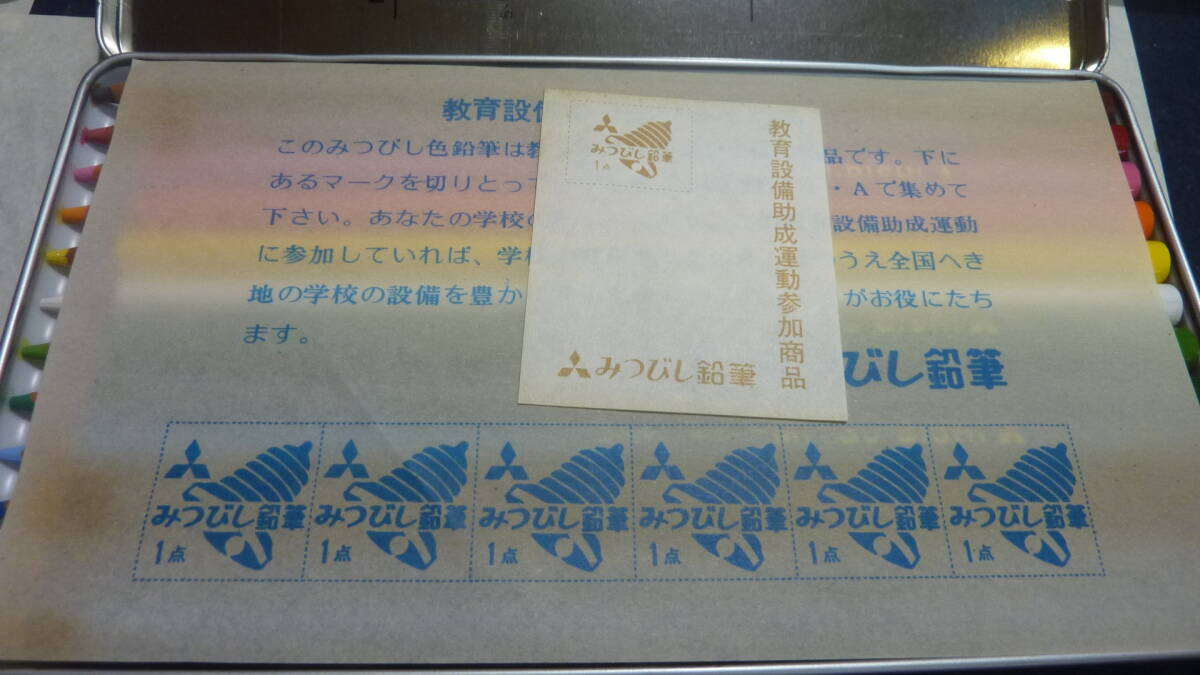 教育設
このみつびし色鉛筆は教
品です。下に
あるマークを切りとって
・Aで集めて
下さい。あなたの学校の
設備助成運動
に参加していれば、学校
うえ全国へき
地の学校の設備を豊か
がお役にたち
ます。
びし鉛筆
みつびし鉛筆
1点
教育設備助成運動参加商品
みつびし鉛筆
みつびし鉛筆 みつびし鉛筆 みつびし鉛筆 みつびし鉛筆 みつびし鉛筆 みつびし鉛筆
1点 1点 1点 1点 1点 1点